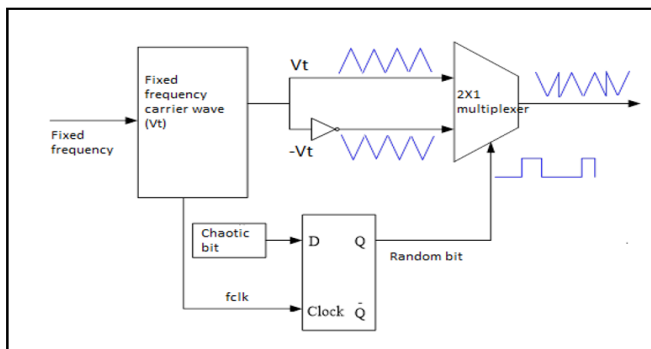 Fixed
frequency
carrier wave
(Vt)
Fixed
frequency
Vt
-Vt
2X1
multiplexer
Chaotic
bit
D Q
Random bit
fclk
Clock Q̄